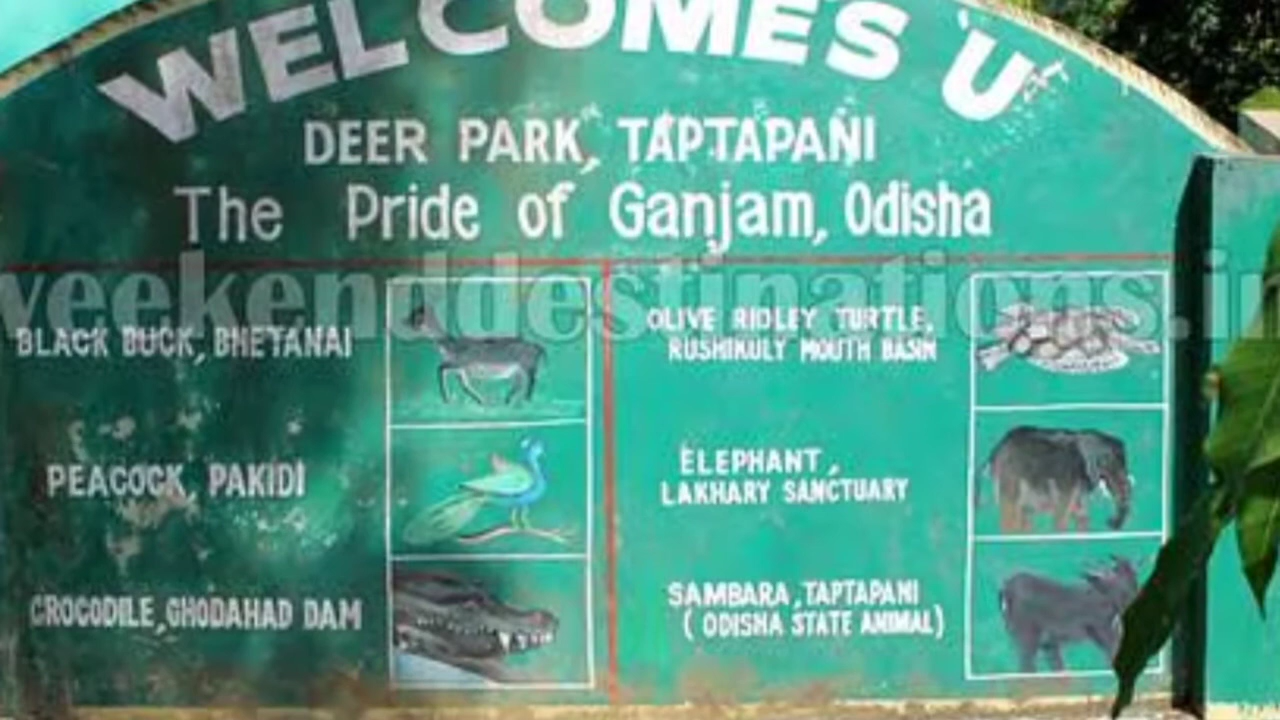 WELCOMES 'U'
DEER PARK, TAPTAPANI
The Pride of Ganjam, Odisha
weekenddestinations.in
BLACK BUCK, BHETANAI
PEACOCK, PAKIDI
CROCODILE, GHODAHAD DAM
OLIVE RIDLEY TURTLE,
RUSHIKULY MOUTH BASIN
ELEPHANT,
LAKHARY SANCTUARY
SAMBARA, TAPTAPANI
( ODISHA STATE ANIMAL)